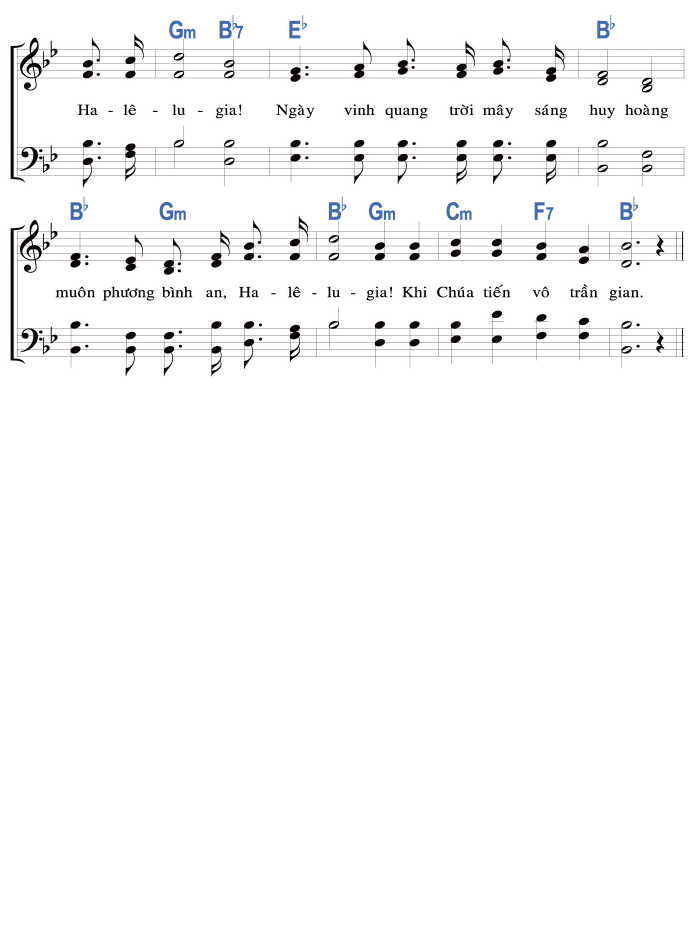 Gm B♭7 E♭ B♭
Ha - lê - lu - gia! Ngày vinh quang trời mây sáng huy hoàng
B♭ Gm B♭ Gm Cm F7 B♭
muôn phương bình an, Ha - lê - lu - gia! Khi Chúa tiến vô trần gian.